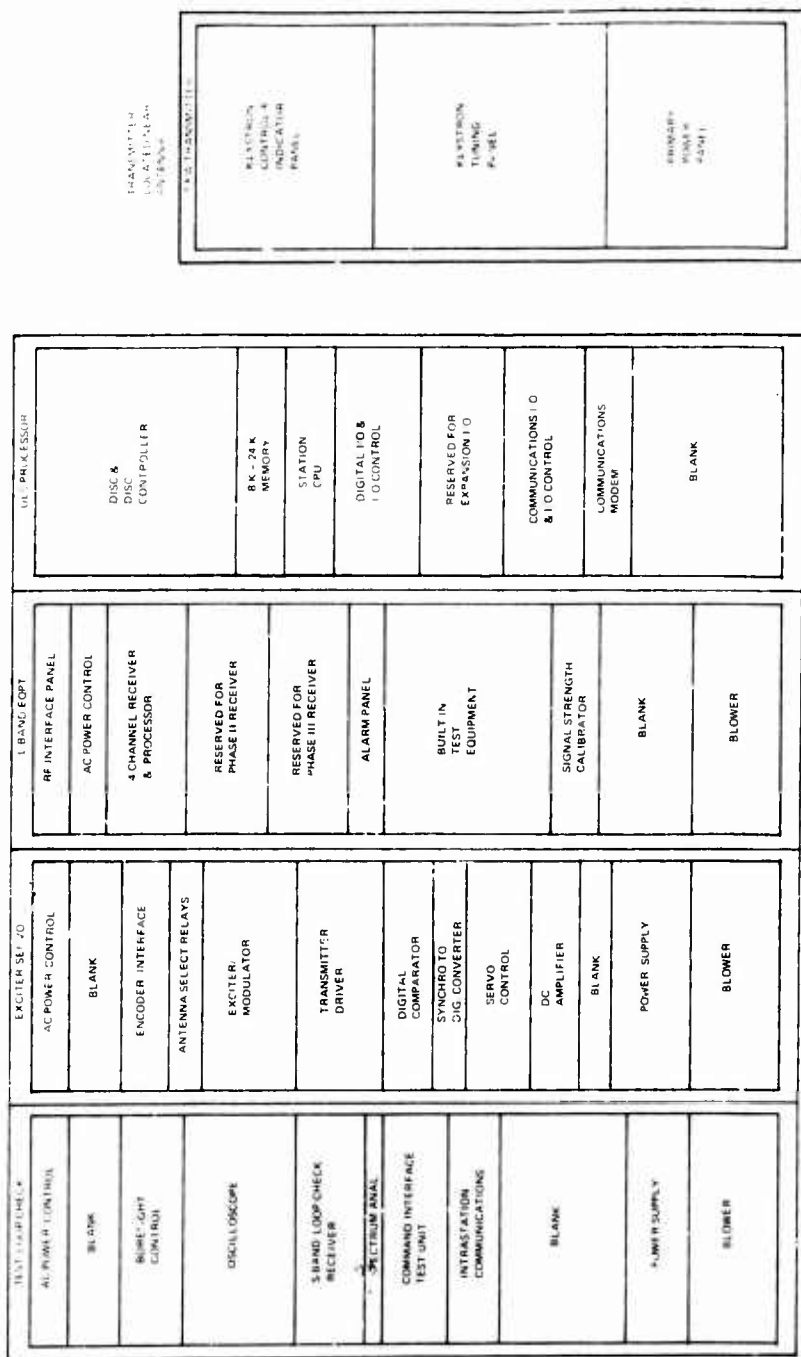 TEST LOOP CHECK
AC POWER CONTROL
BLANK
BORESIGHT
CONTROL
OSCILLOSCOPE
S-BAND LOOP CHECK
RECEIVER
SPECTRUM ANAL
COMMAND INTERFACE
TEST UNIT
INTRASTATION
COMMUNICATIONS
BLANK
POWER SUPPLY
BLOWER
EXCITER SERVO
AC POWER CONTROL
BLANK
ENCODER INTERFACE
ANTENNA SELECT RELAYS
EXCITER/
MODULATOR
TRANSMITTER
DRIVER
DIGITAL
COMPARATOR
SYNCHRO TO
DIG. CONVERTER
SERVO
CONTROL
DC
AMPLIFIER
BLANK
POWER SUPPLY
BLOWER
L BAND EQPT
RF INTERFACE PANEL
AC POWER CONTROL
4 CHANNEL RECEIVER
& PROCESSOR
RESERVED FOR
PHASE II RECEIVER
RESERVED FOR
PHASE III RECEIVER
ALARM PANEL
BUILT IN
TEST
EQUIPMENT
SIGNAL STRENGTH
CALIBRATOR
BLANK
BLOWER
PROCESSOR
DISC &
DISC
CONTROLLER
8K - 24 K
MEMORY
STATION
CPU
DIGITAL I/O &
I O CONTROL
RESERVED FOR
EXPANSION I O
COMMUNICATIONS I O
& I O CONTROL
COMMUNICATIONS
MODEM
BLANK
TRANSMITTER
LOCATED NEAR
ANTENNA
TRANSMITTER
KLYSTRON
CONTROL &
INDICATOR
PANEL
KLYSTRON
TUNING
PANEL
PRIMARY
POWER
PANEL